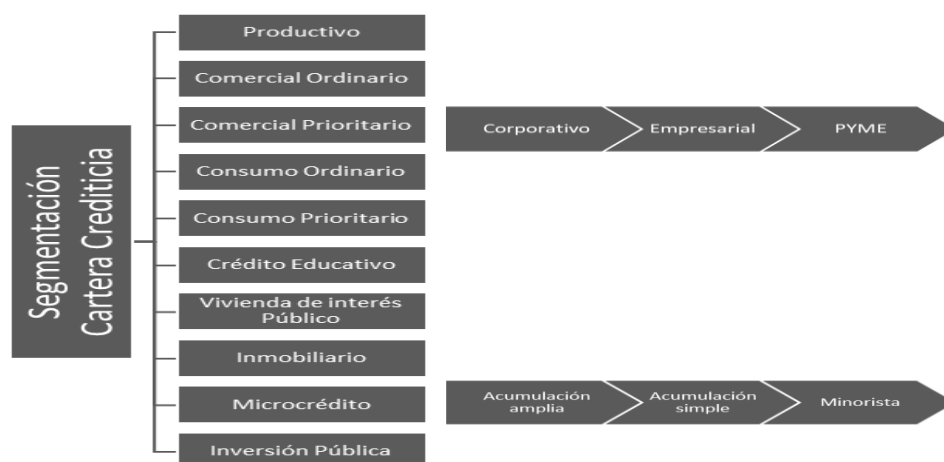 Segmentación
Cartera Crediticia
Productivo
Comercial Ordinario
Comercial Prioritario
Corporativo
Empresarial
PYME
Consumo Ordinario
Consumo Prioritario
Crédito Educativo
Vivienda de interés
Público
Inmobiliario
Microcrédito
Acumulación
amplia
Acumulación
simple
Minorista
Inversión Pública